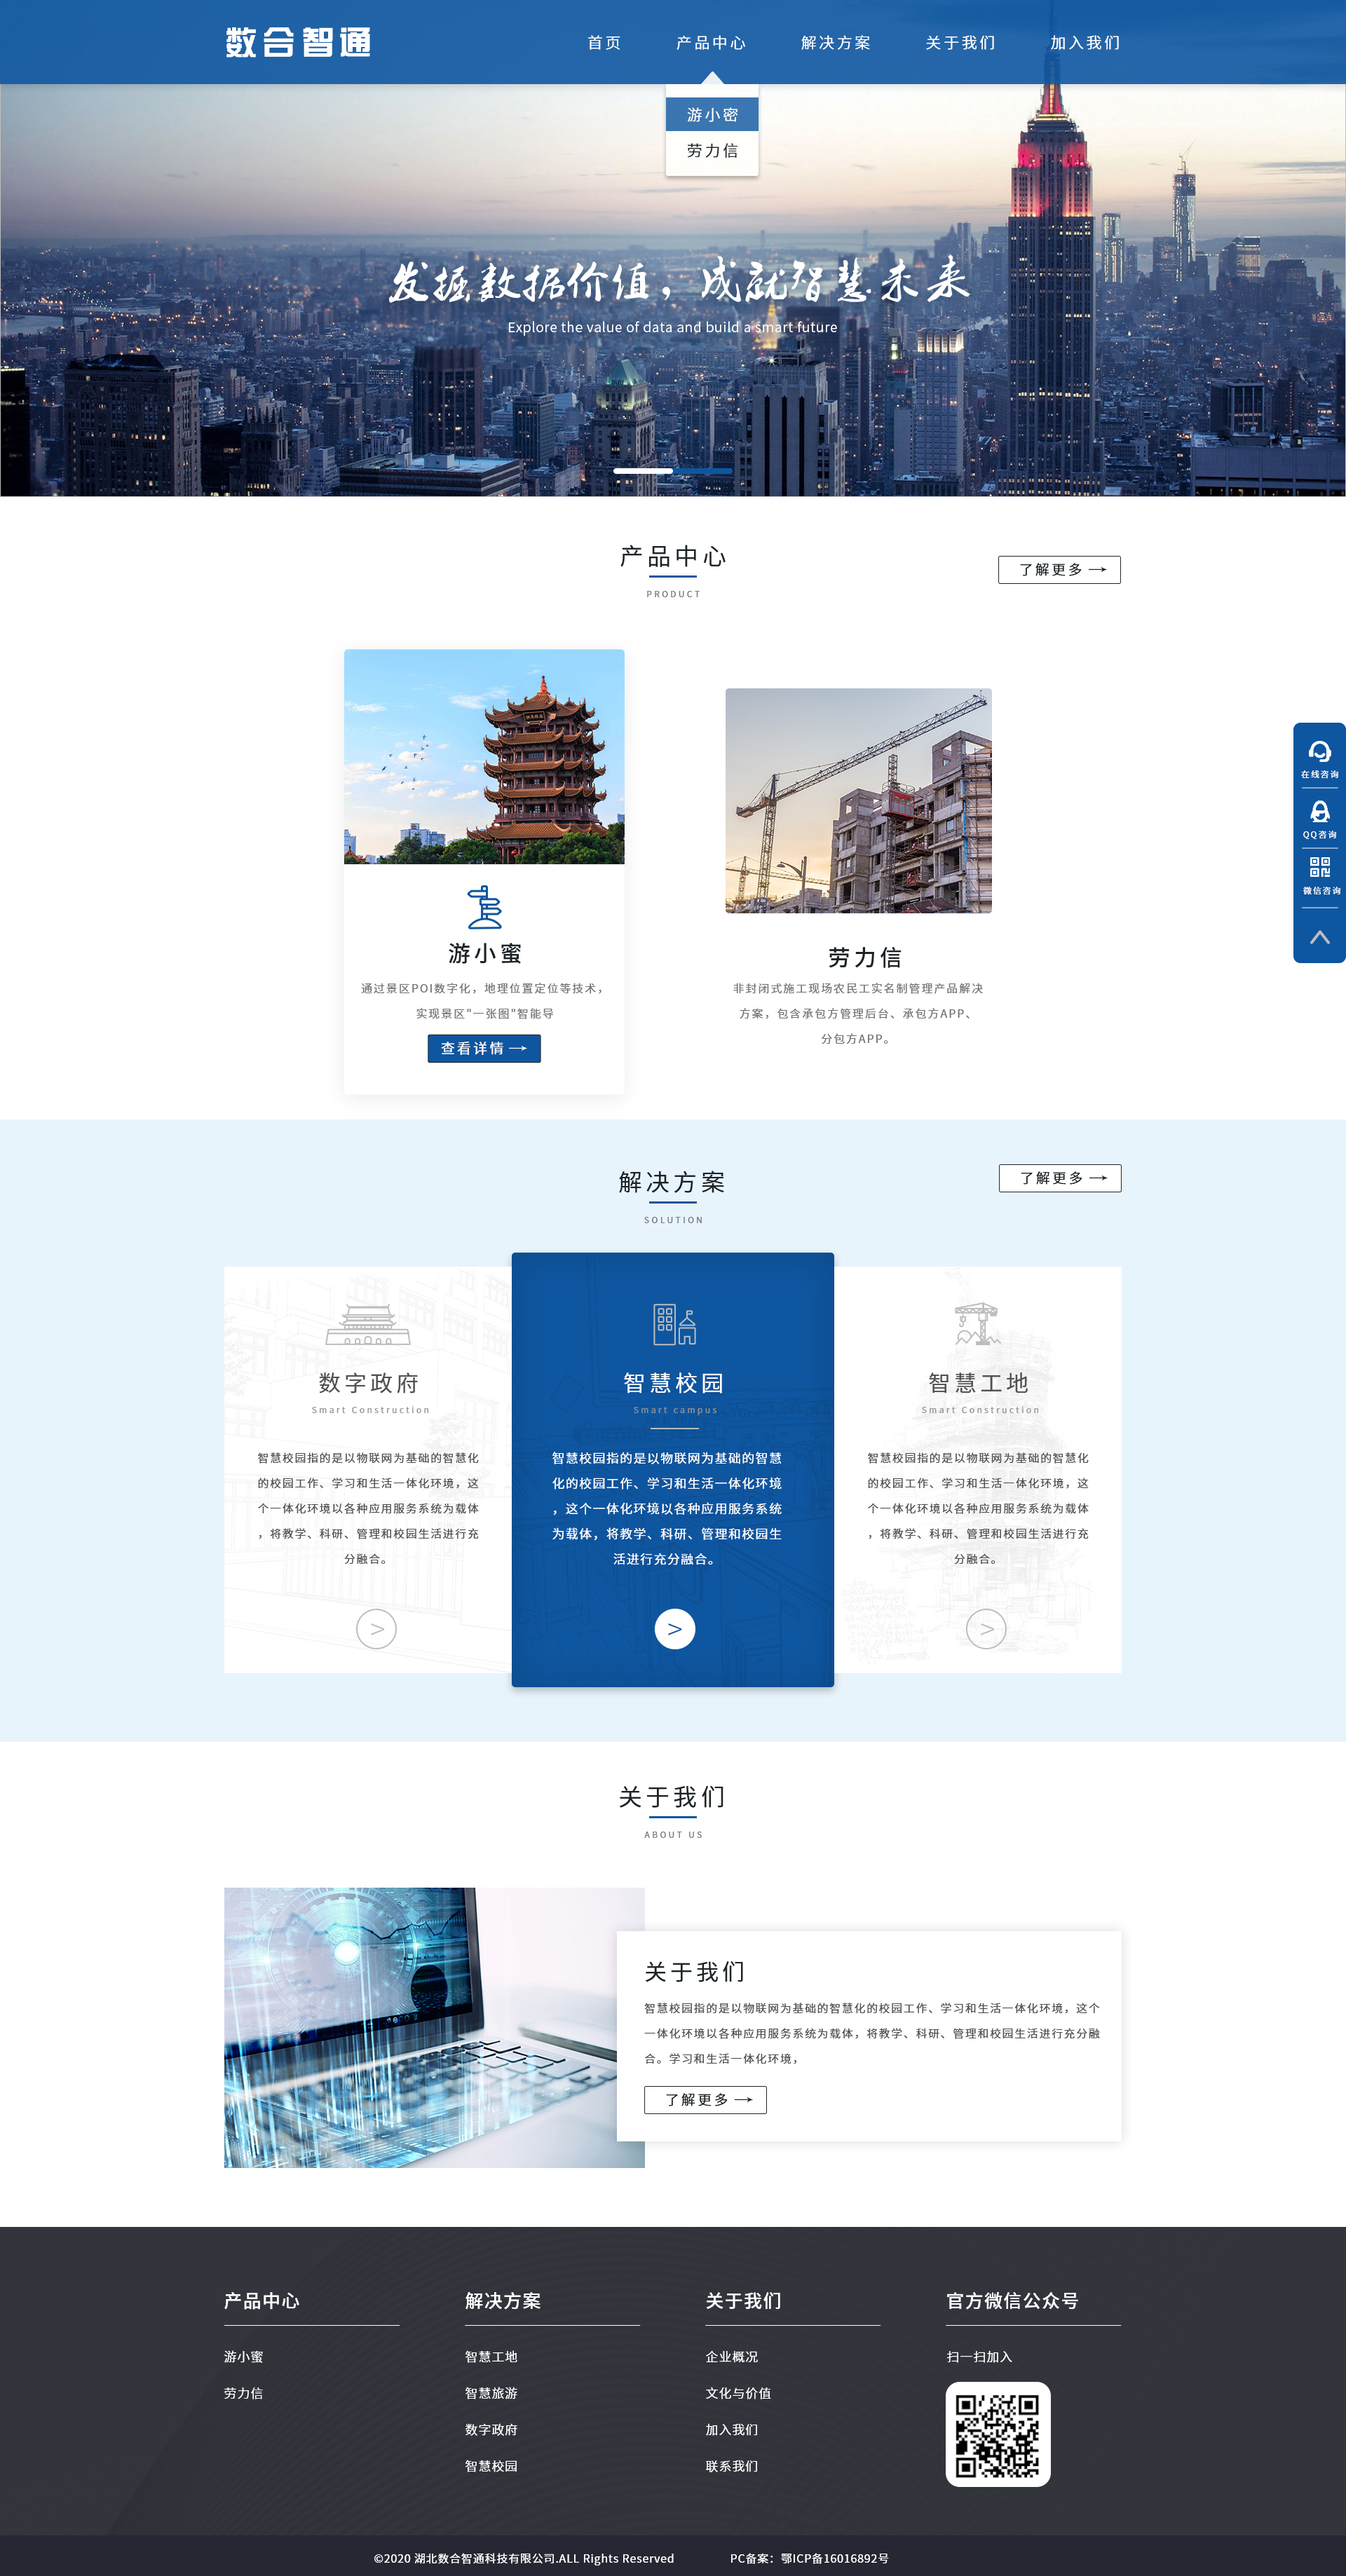 数合智通
首页 产品中心 解决方案 关于我们 加入我们
游小密
劳力信
发掘数据价值，成就智慧未来
Explore the value of data and build a smart future
产品中心
PRODUCT
了解更多
游小蜜
通过景区POI数字化，地理位置定位等技术，
实现景区"一张图"智能导
查看详情
劳力信
非封闭式施工现场农民工实名制管理产品解决
方案，包含承包方管理后台、承包方APP、
分包方APP。
在线咨询
QQ咨询
微信咨询
解决方案
SOLUTION
了解更多
数字政府
Smart Construction
智慧校园指的是以物联网为基础的智慧化
的校园工作、学习和生活一体化环境，这
个一体化环境以各种应用服务系统为载体
，将教学、科研、管理和校园生活进行充
分融合。
>
智慧校园
Smart campus
智慧校园指的是以物联网为基础的智慧
化的校园工作、学习和生活一体化环境
，这个一体化环境以各种应用服务系统
为载体，将教学、科研、管理和校园生
活进行充分融合。
>
智慧工地
Smart Construction
智慧校园指的是以物联网为基础的智慧化
的校园工作、学习和生活一体化环境，这
个一体化环境以各种应用服务系统为载体
，将教学、科研、管理和校园生活进行充
分融合。
>
关于我们
ABOUT US
关于我们
智慧校园指的是以物联网为基础的智慧化的校园工作、学习和生活一体化环境，这个
一体化环境以各种应用服务系统为载体，将教学、科研、管理和校园生活进行充分融
合。学习和生活一体化环境，
了解更多
产品中心
游小蜜
劳力信
解决方案
智慧工地
智慧旅游
数字政府
智慧校园
关于我们
企业概况
文化与价值
加入我们
联系我们
官方微信公众号
扫一扫加入
©2020 湖北数合智通科技有限公司.ALL Rights Reserved PC备案：鄂ICP备16016892号